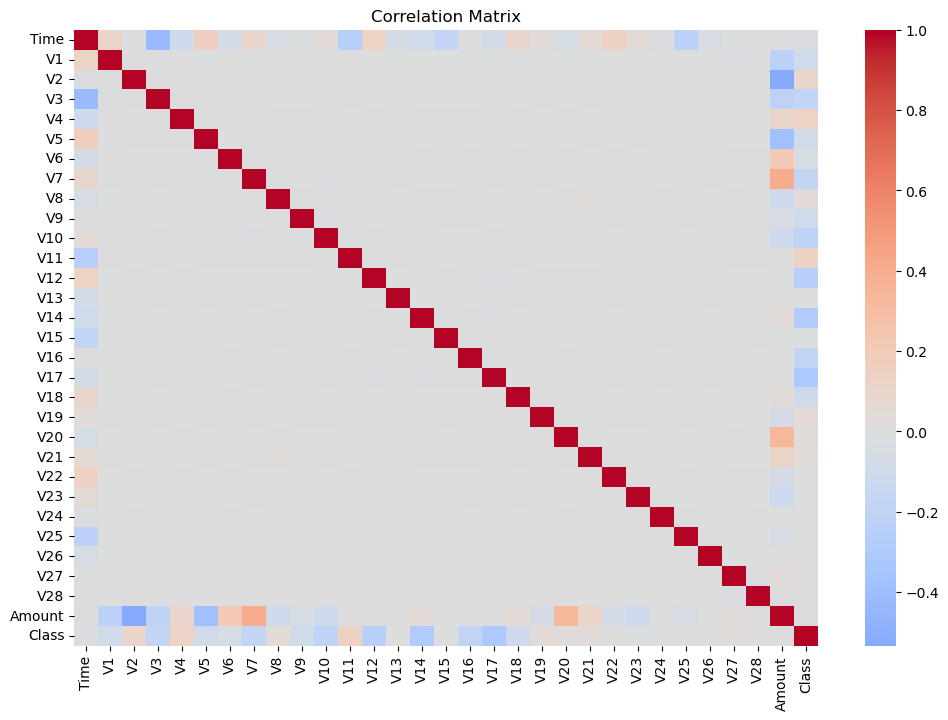 Correlation Matrix
Time
V1
V2
V3
V4
V5
V6
V7
V8
V9
V10
V11
V12
V13
V14
V15
V16
V17
V18
V19
V20
V21
V22
V23
V24
V25
V26
V27
V28
Amount
Class
Time
V1
V2
V3
V4
V5
V6
V7
V8
V9
V10
V11
V12
V13
V14
V15
V16
V17
V18
V19
V20
V21
V22
V23
V24
V25
V26
V27
V28
Amount
Class
1.0
0.8
0.6
0.4
0.2
0.0
−0.2
−0.4